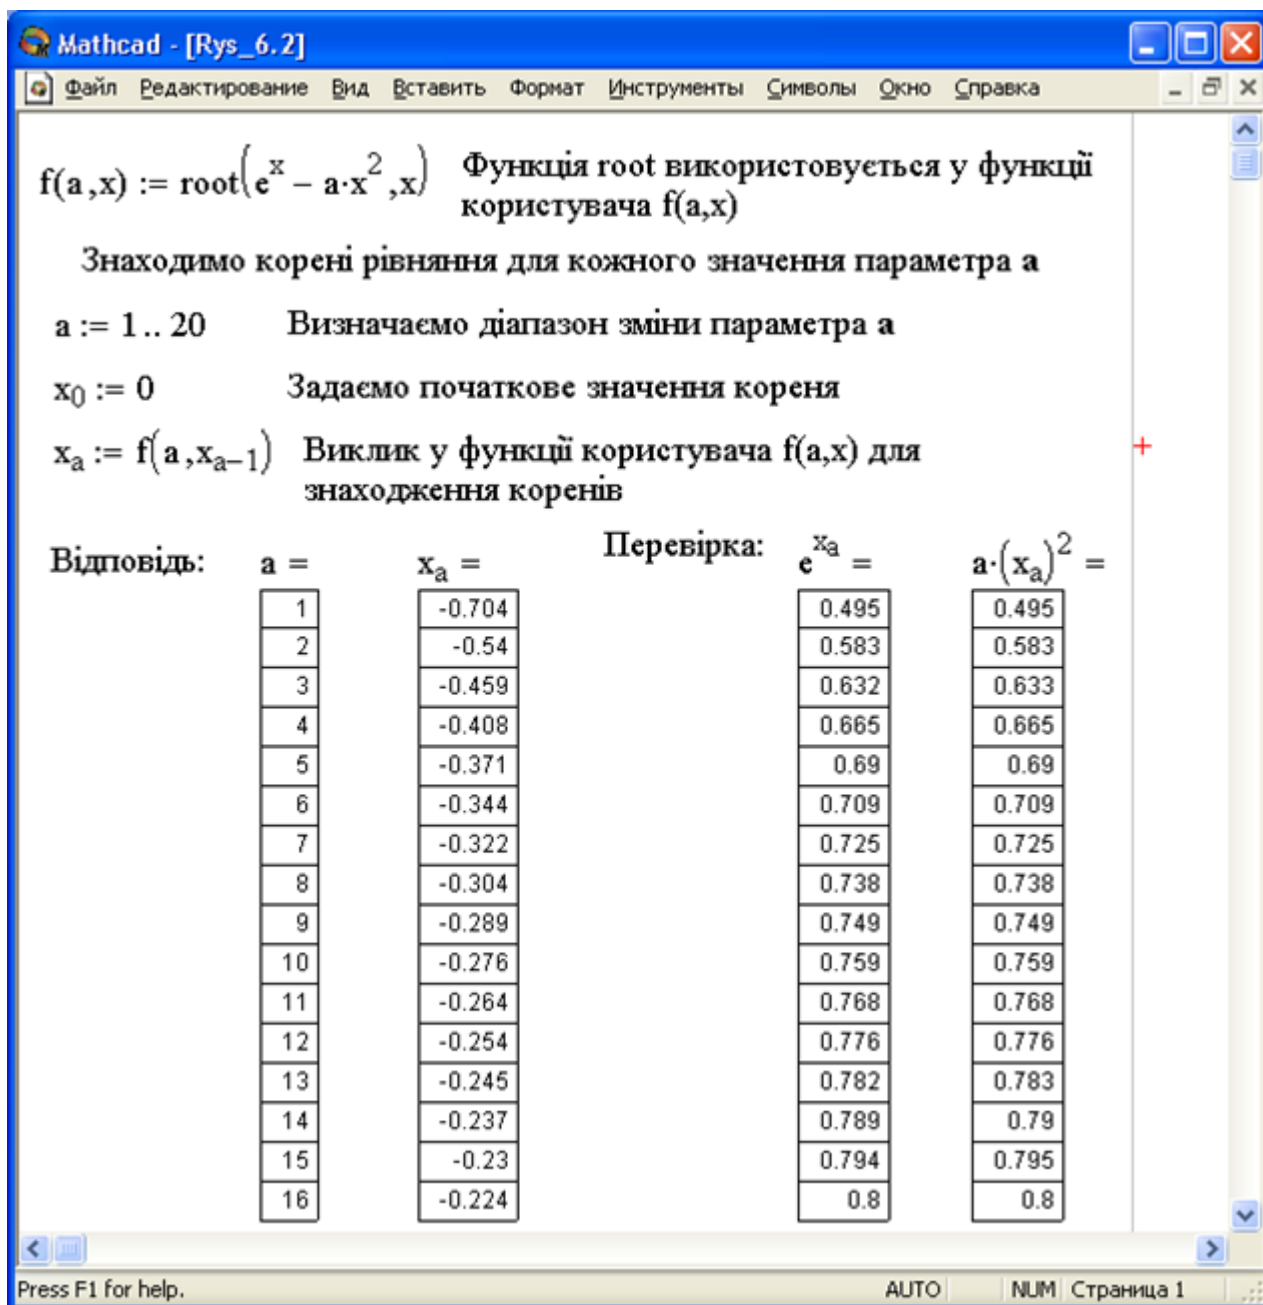 Mathcad - [Rys_6.2]
Файл Редактирование Вид Вставить Формат Инструменты Символы Окно Справка
f(a,x) := root(e^x − a·x^2, x) Функція root використовується у функції
користувача f(a,x)
Знаходимо корені рівняння для кожного значення параметра a
a := 1 .. 20 Визначаємо діапазон зміни параметра a
x_0 := 0 Задаємо початкове значення кореня
x_a := f(a, x_{a−1}) Виклик у функції користувача f(a,x) для
знаходження коренів
Відповідь: a = x_a = Перевірка: e^{x_a} = a·(x_a)^2 =
1 -0.704 0.495 0.495
2 -0.54 0.583 0.583
3 -0.459 0.632 0.633
4 -0.408 0.665 0.665
5 -0.371 0.69 0.69
6 -0.344 0.709 0.709
7 -0.322 0.725 0.725
8 -0.304 0.738 0.738
9 -0.289 0.749 0.749
10 -0.276 0.759 0.759
11 -0.264 0.768 0.768
12 -0.254 0.776 0.776
13 -0.245 0.782 0.783
14 -0.237 0.789 0.79
15 -0.23 0.794 0.795
16 -0.224 0.8 0.8
Press F1 for help. AUTO NUM Страница 1